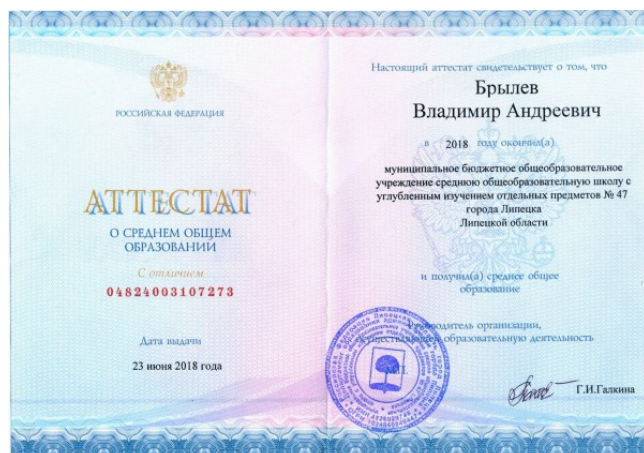 РОССИЙСКАЯ ФЕДЕРАЦИЯ
АТТЕСТАТ
О СРЕДНЕМ ОБЩЕМ
ОБРАЗОВАНИИ
С отличием
04824003107273
Дата выдачи
23 июня 2018 года
Настоящий аттестат свидетельствует о том, что
Брылев
Владимир Андреевич
в 2018 году окончил(а)
муниципальное бюджетное общеобразовательное
учреждение среднюю общеобразовательную школу с
углубленным изучением отдельных предметов № 47
города Липецка
Липецкой области
и получил(а) среднее общее
образование
Руководитель организации,
осуществляющей образовательную деятельность
М.П.
Г.И.Галкина